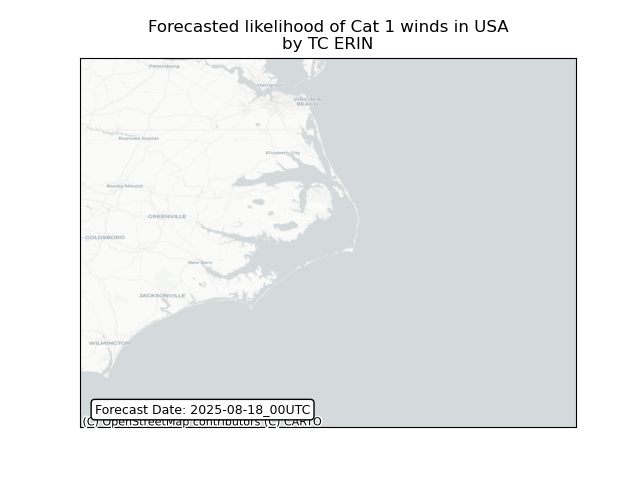 Forecasted likelihood of Cat 1 winds in USA
by TC ERIN
Petersburg
Hampton
VIRGINIA
BEACH
Roanoke Rapids
Elizabeth City
Rocky Mount
GREENVILLE
GOLDSBORO
New Bern
JACKSONVILLE
WILMINGTON
Forecast Date: 2025-08-18_00UTC
(C) OpenStreetMap contributors (C) CARTO